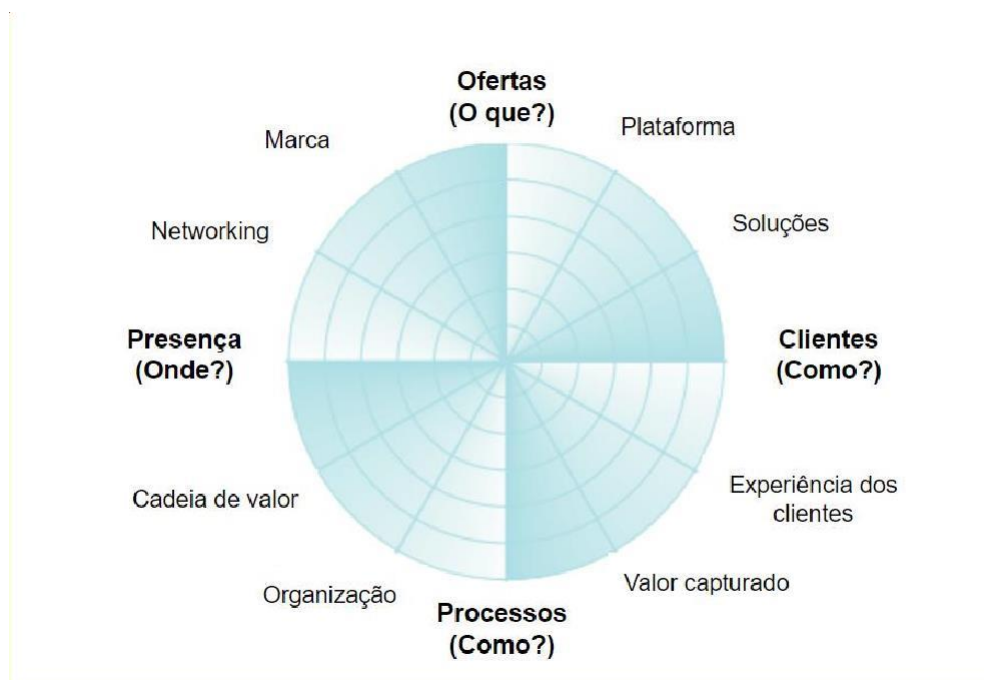 Ofertas
(O que?)
Plataforma
Marca
Soluções
Networking
Presença
(Onde?)
Clientes
(Como?)
Experiência dos
clientes
Cadeia de valor
Valor capturado
Organização
Processos
(Como?)